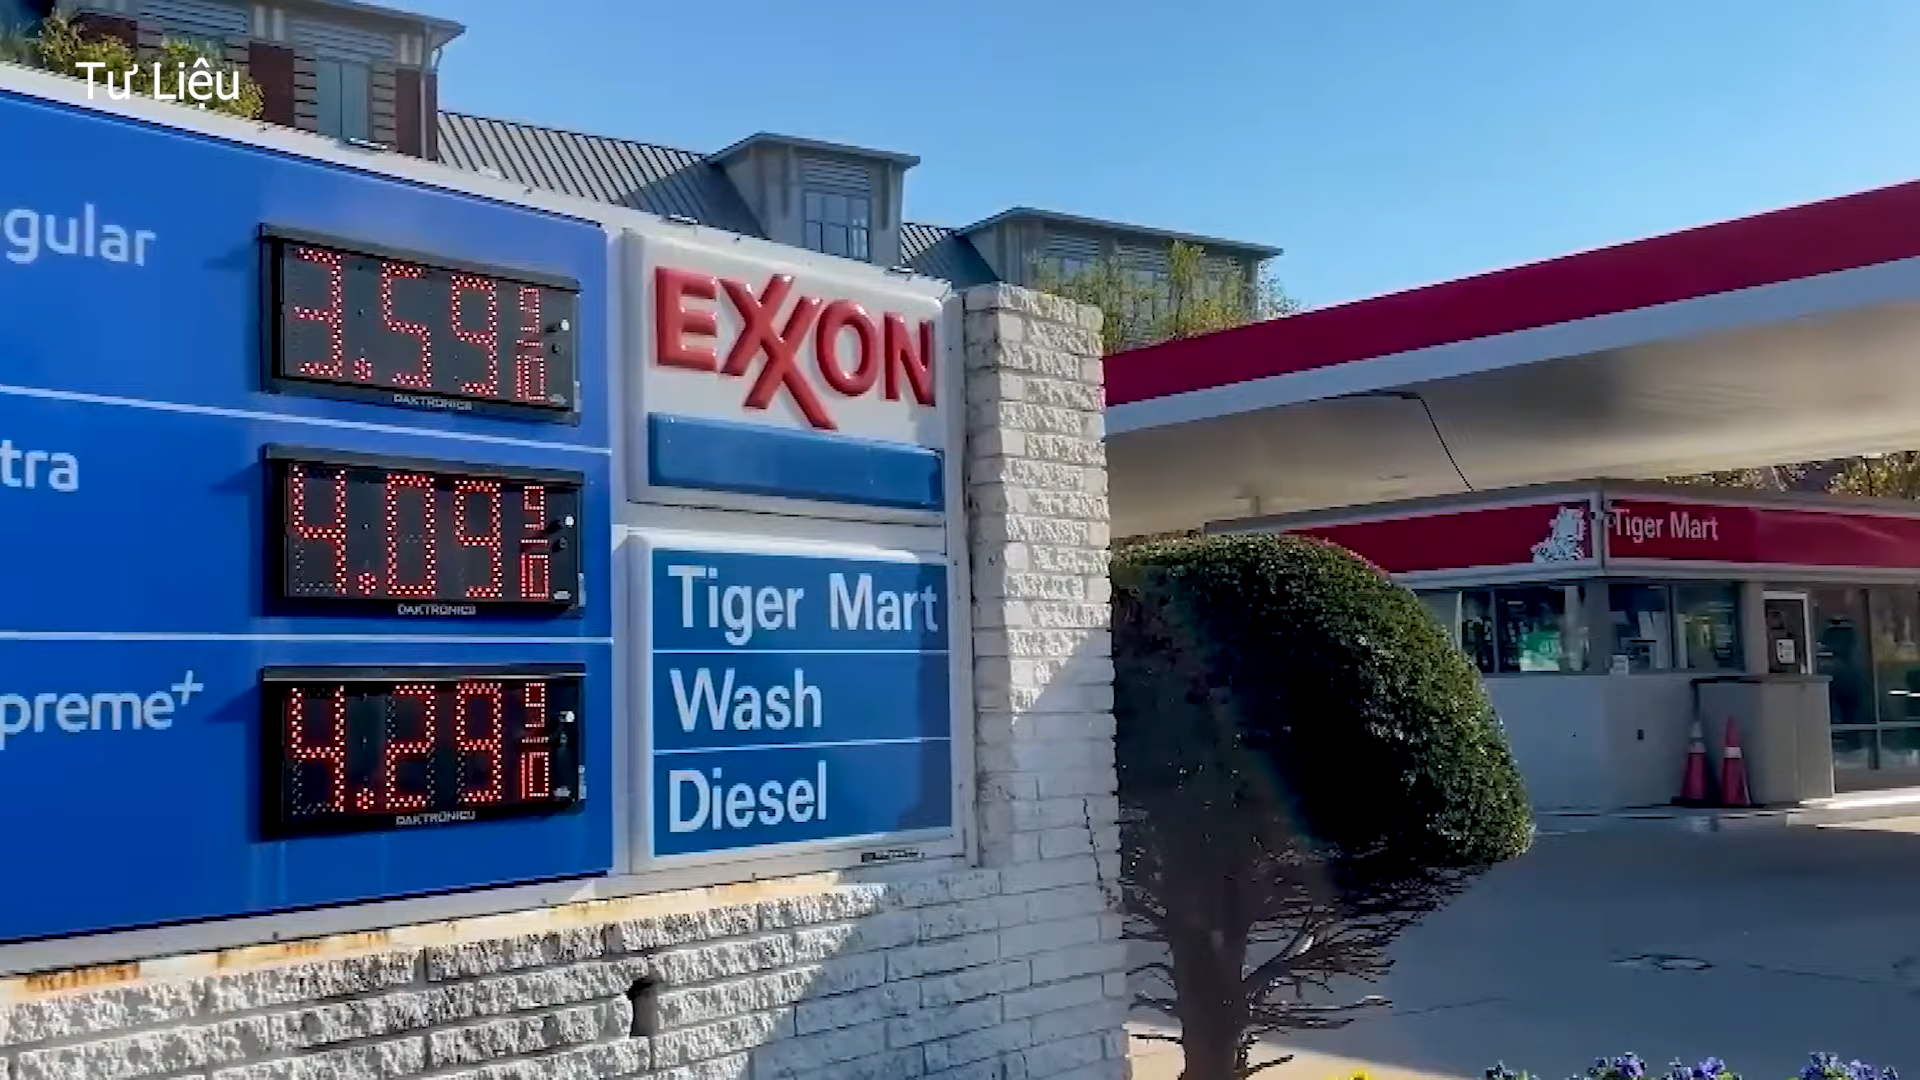 Tư Liệu
gular
3.59 9/10
DAKTRONICS
tra
4.09 9/10
DAKTRONICS
preme+
4.29 9/10
DAKTRONICS
EXXON
Tiger Mart
Wash
Diesel
Tiger Mart